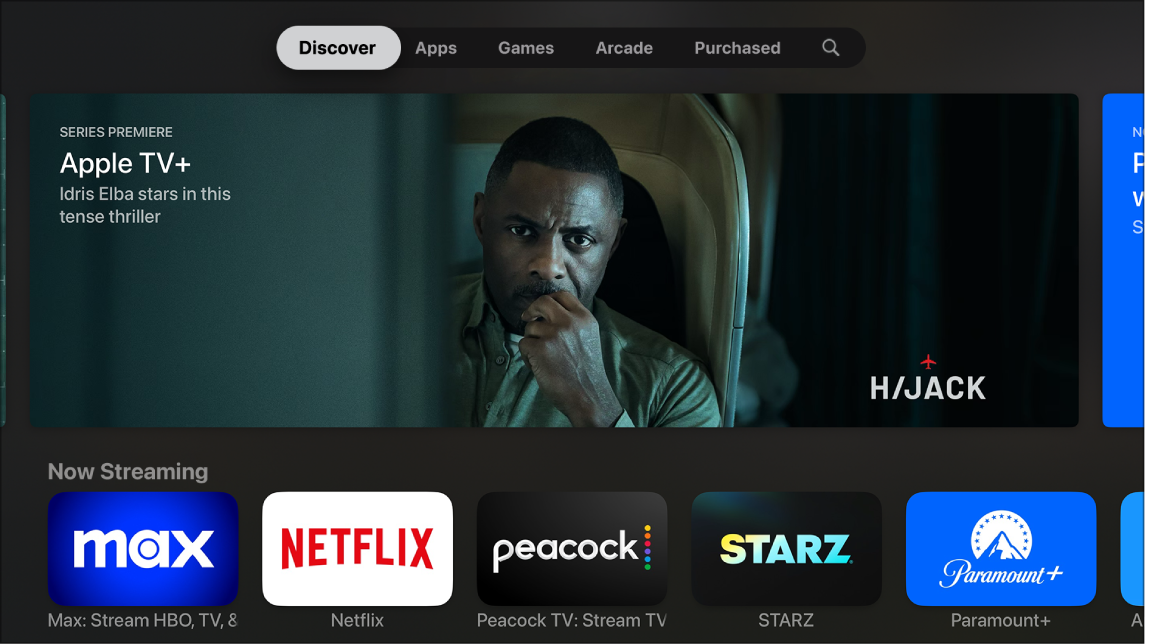 Discover Apps Games Arcade Purchased
SERIES PREMIERE
Apple TV+
Idris Elba stars in this
tense thriller
H/JACK
Now Streaming
max
NETFLIX
peacock
STARZ
Paramount+
Max: Stream HBO, TV, &
Netflix
Peacock TV: Stream TV
STARZ
Paramount+